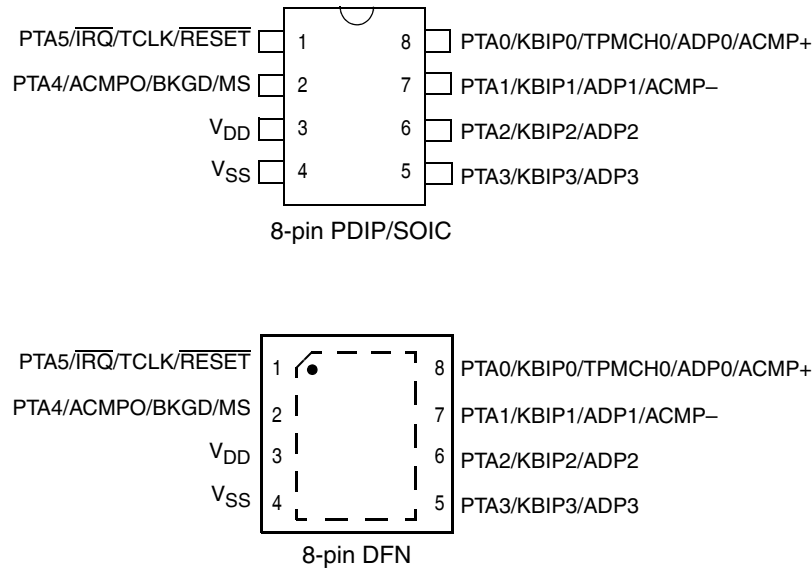 PTA5/IRQ/TCLK/RESET 1 8 PTA0/KBIP0/TPMCH0/ADP0/ACMP+
PTA4/ACMPO/BKGD/MS 2 7 PTA1/KBIP1/ADP1/ACMP–
VDD 3 6 PTA2/KBIP2/ADP2
VSS 4 5 PTA3/KBIP3/ADP3
8-pin PDIP/SOIC
PTA5/IRQ/TCLK/RESET 1 8 PTA0/KBIP0/TPMCH0/ADP0/ACMP+
PTA4/ACMPO/BKGD/MS 2 7 PTA1/KBIP1/ADP1/ACMP–
VDD 3 6 PTA2/KBIP2/ADP2
VSS 4 5 PTA3/KBIP3/ADP3
8-pin DFN